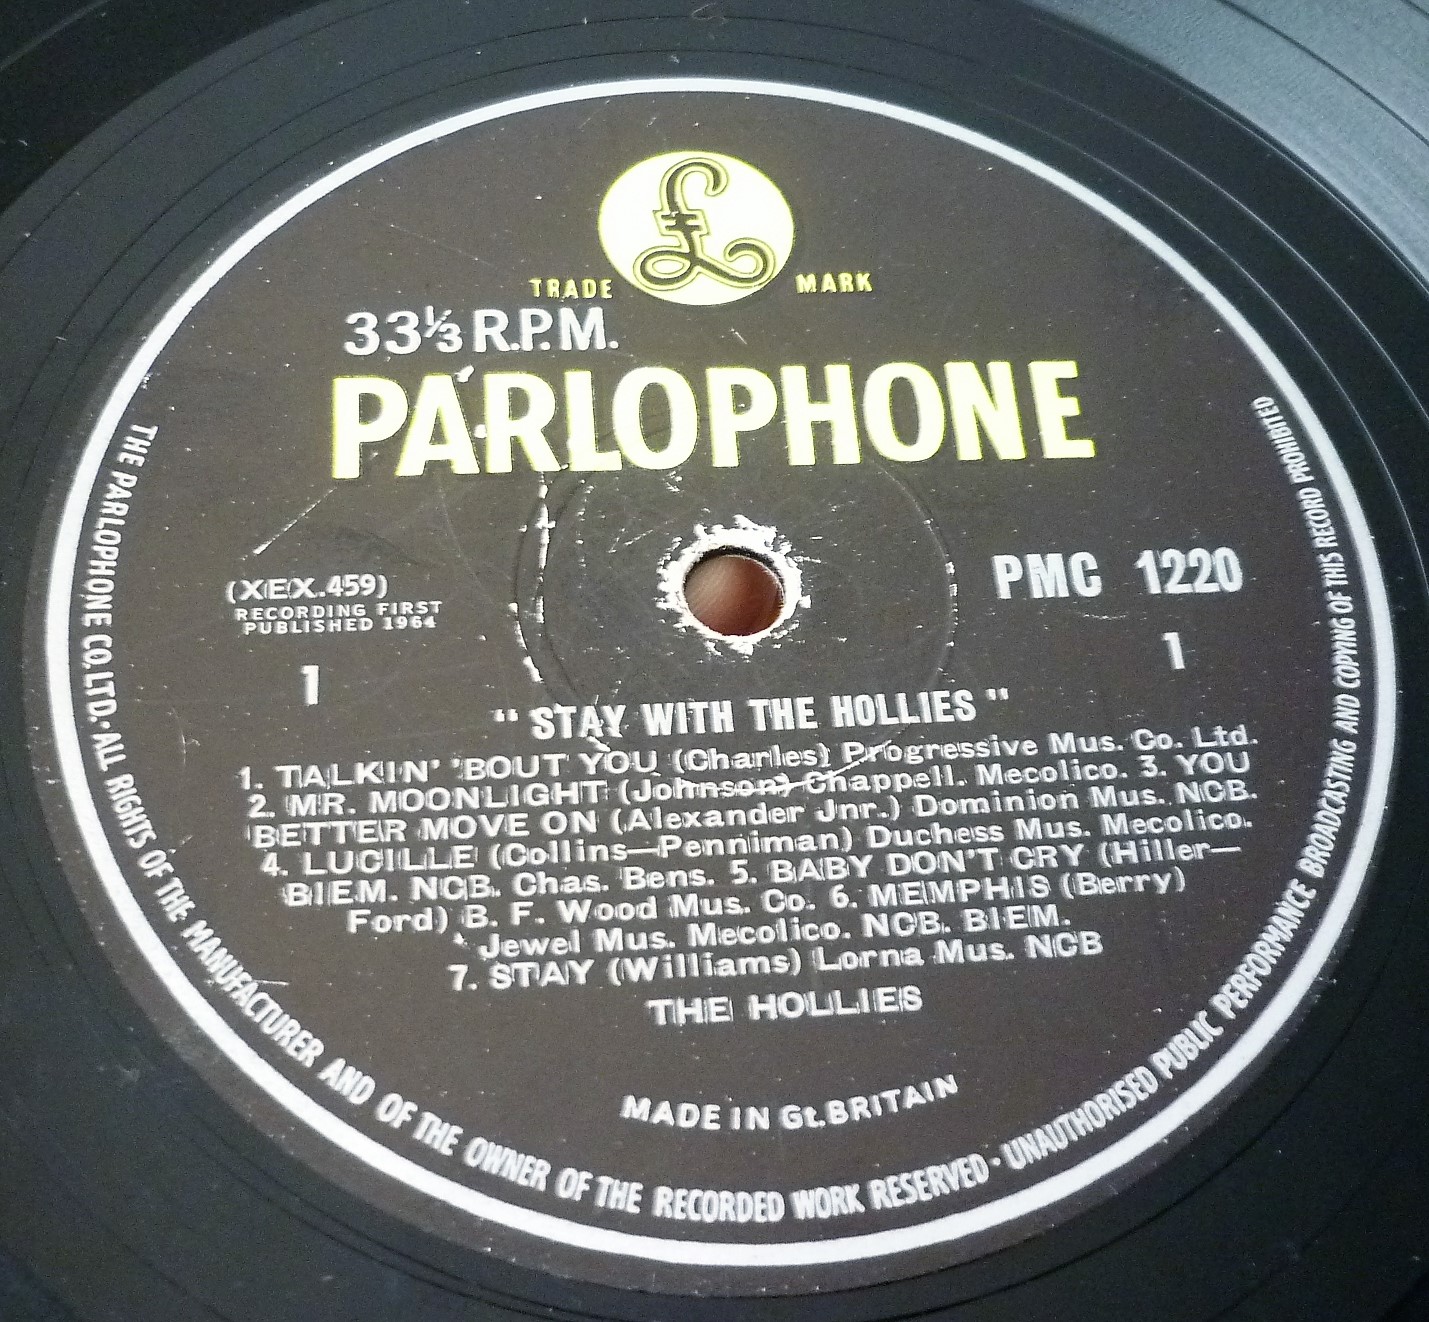 £
TRADE MARK
33⅓ R.P.M.
PARLOPHONE
(XEX.459)
RECORDING FIRST
PUBLISHED 1964
1
PMC 1220
1
"STAY WITH THE HOLLIES"
1. TALKIN' 'BOUT YOU (Charles) Progressive Mus. Co. Ltd.
2. MR. MOONLIGHT (Johnson) Chappell. Mecolico. 3. YOU
BETTER MOVE ON (Alexander Jnr.) Dominion Mus. NCB.
4. LUCILLE (Collins—Penniman) Duchess Mus. Mecolico.
BIEM. NCB. Chas. Bens. 5. BABY DON'T CRY (Hiller—
Ford) B. F. Wood Mus. Co. 6. MEMPHIS (Berry)
Jewel Mus. Mecolico. NCB. BIEM.
7. STAY (Williams) Lorna Mus. NCB
THE HOLLIES
MADE IN Gt. BRITAIN
THE PARLOPHONE CO. LTD. · ALL RIGHTS OF THE MANUFACTURER AND OF THE OWNER OF THE RECORDED WORK RESERVED · UNAUTHORISED PUBLIC PERFORMANCE BROADCASTING AND COPYING OF THIS RECORD PROHIBITED